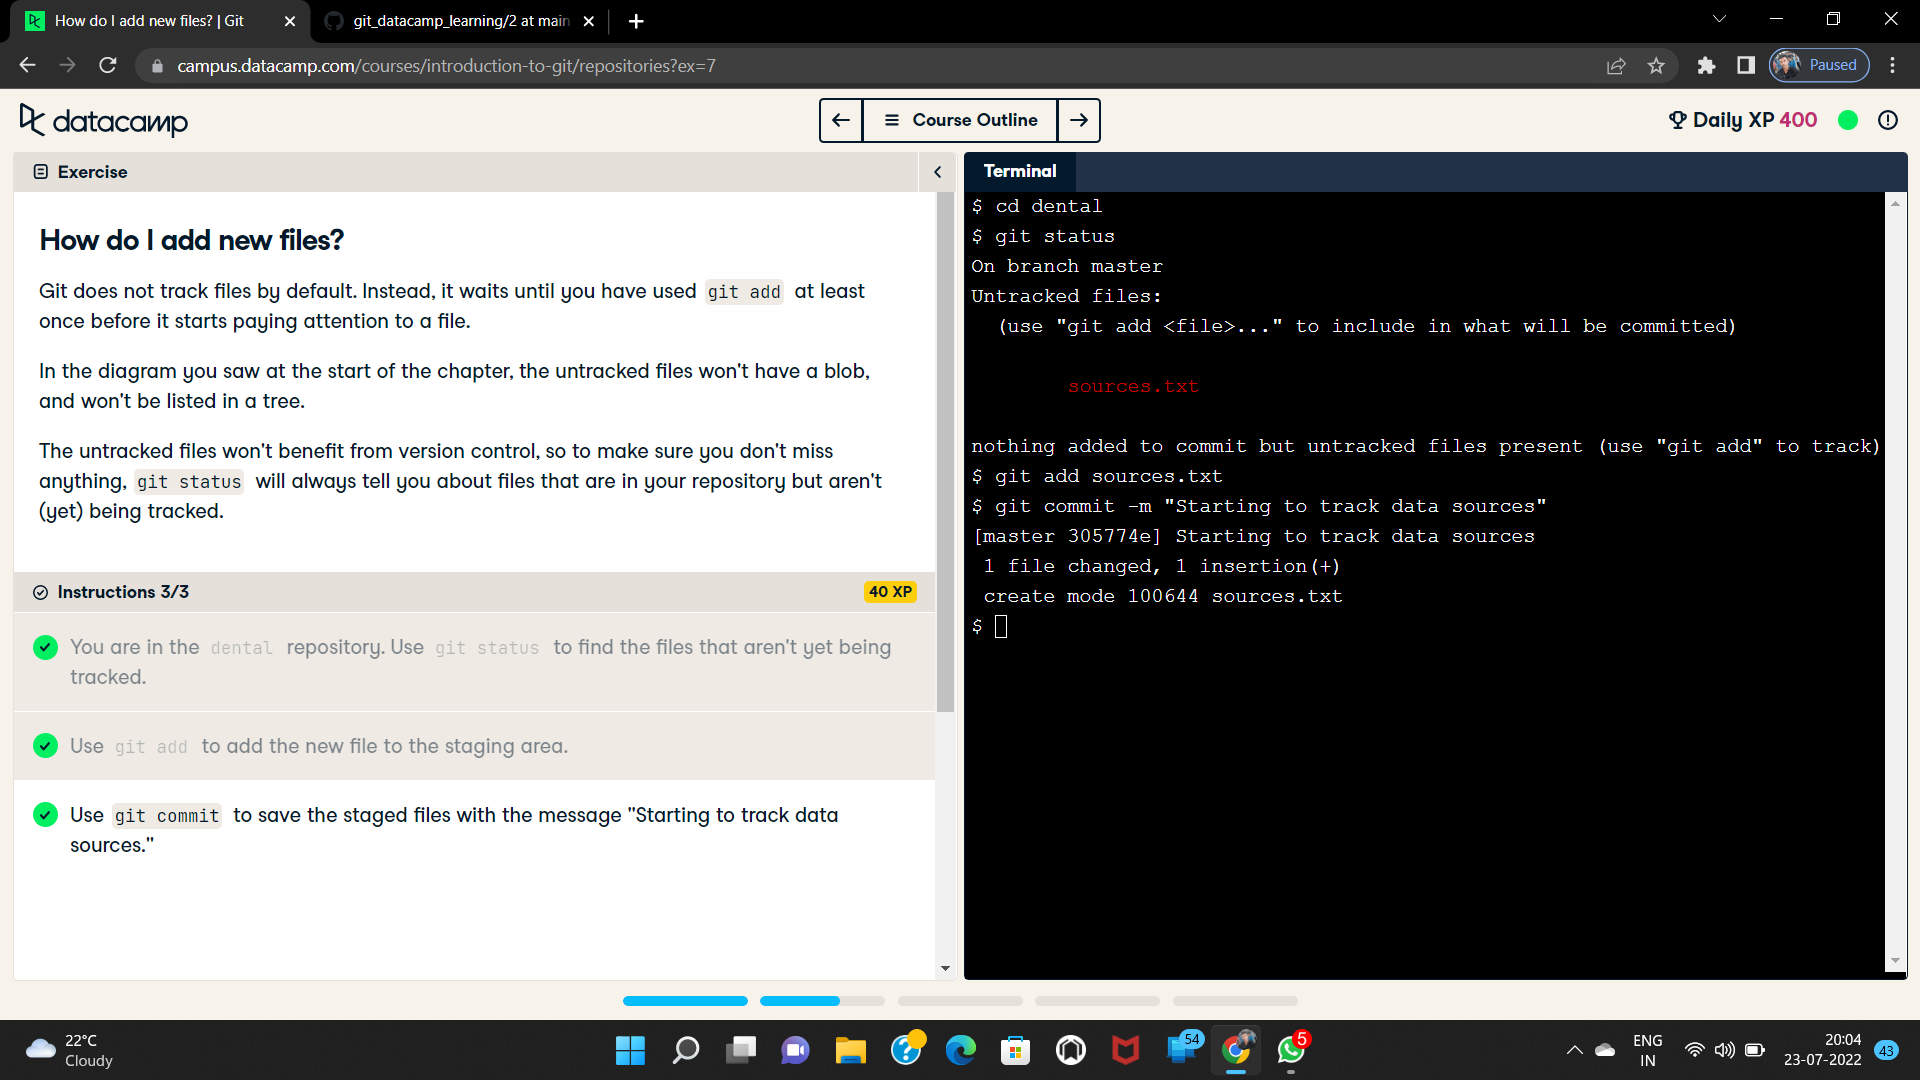 How do I add new files? | Git
git_datacamp_learning/2 at main
campus.datacamp.com/courses/introduction-to-git/repositories?ex=7
Paused
datacamp
Course Outline
Daily XP 400
Exercise
How do I add new files?
Git does not track files by default. Instead, it waits until you have used git add at least
once before it starts paying attention to a file.
In the diagram you saw at the start of the chapter, the untracked files won't have a blob,
and won't be listed in a tree.
The untracked files won't benefit from version control, so to make sure you don't miss
anything, git status will always tell you about files that are in your repository but aren't
(yet) being tracked.
Instructions 3/3
40 XP
You are in the dental repository. Use git status to find the files that aren't yet being
tracked.
Use git add to add the new file to the staging area.
Use git commit to save the staged files with the message "Starting to track data
sources."
Terminal
$ cd dental
$ git status
On branch master
Untracked files:
(use "git add <file>..." to include in what will be committed)
sources.txt
nothing added to commit but untracked files present (use "git add" to track)
$ git add sources.txt
$ git commit -m "Starting to track data sources"
[master 305774e] Starting to track data sources
1 file changed, 1 insertion(+)
create mode 100644 sources.txt
$
22°C
Cloudy
54
5
ENG
IN
20:04
23-07-2022
43